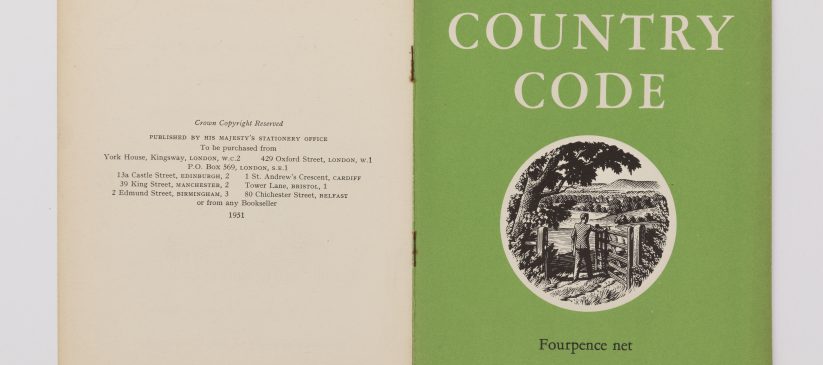 Crown Copyright Reserved
PUBLISHED BY HIS MAJESTY'S STATIONERY OFFICE
To be purchased from
York House, Kingsway, LONDON, W.C.2 429 Oxford Street, LONDON, W.1
P.O. Box 569, LONDON, S.E.1
13a Castle Street, EDINBURGH, 2 1 St. Andrew's Crescent, CARDIFF
39 King Street, MANCHESTER, 2 Tower Lane, BRISTOL, 1
2 Edmund Street, BIRMINGHAM, 3 80 Chichester Street, BELFAST
or from any Bookseller
1951
COUNTRY
CODE
Fourpence net